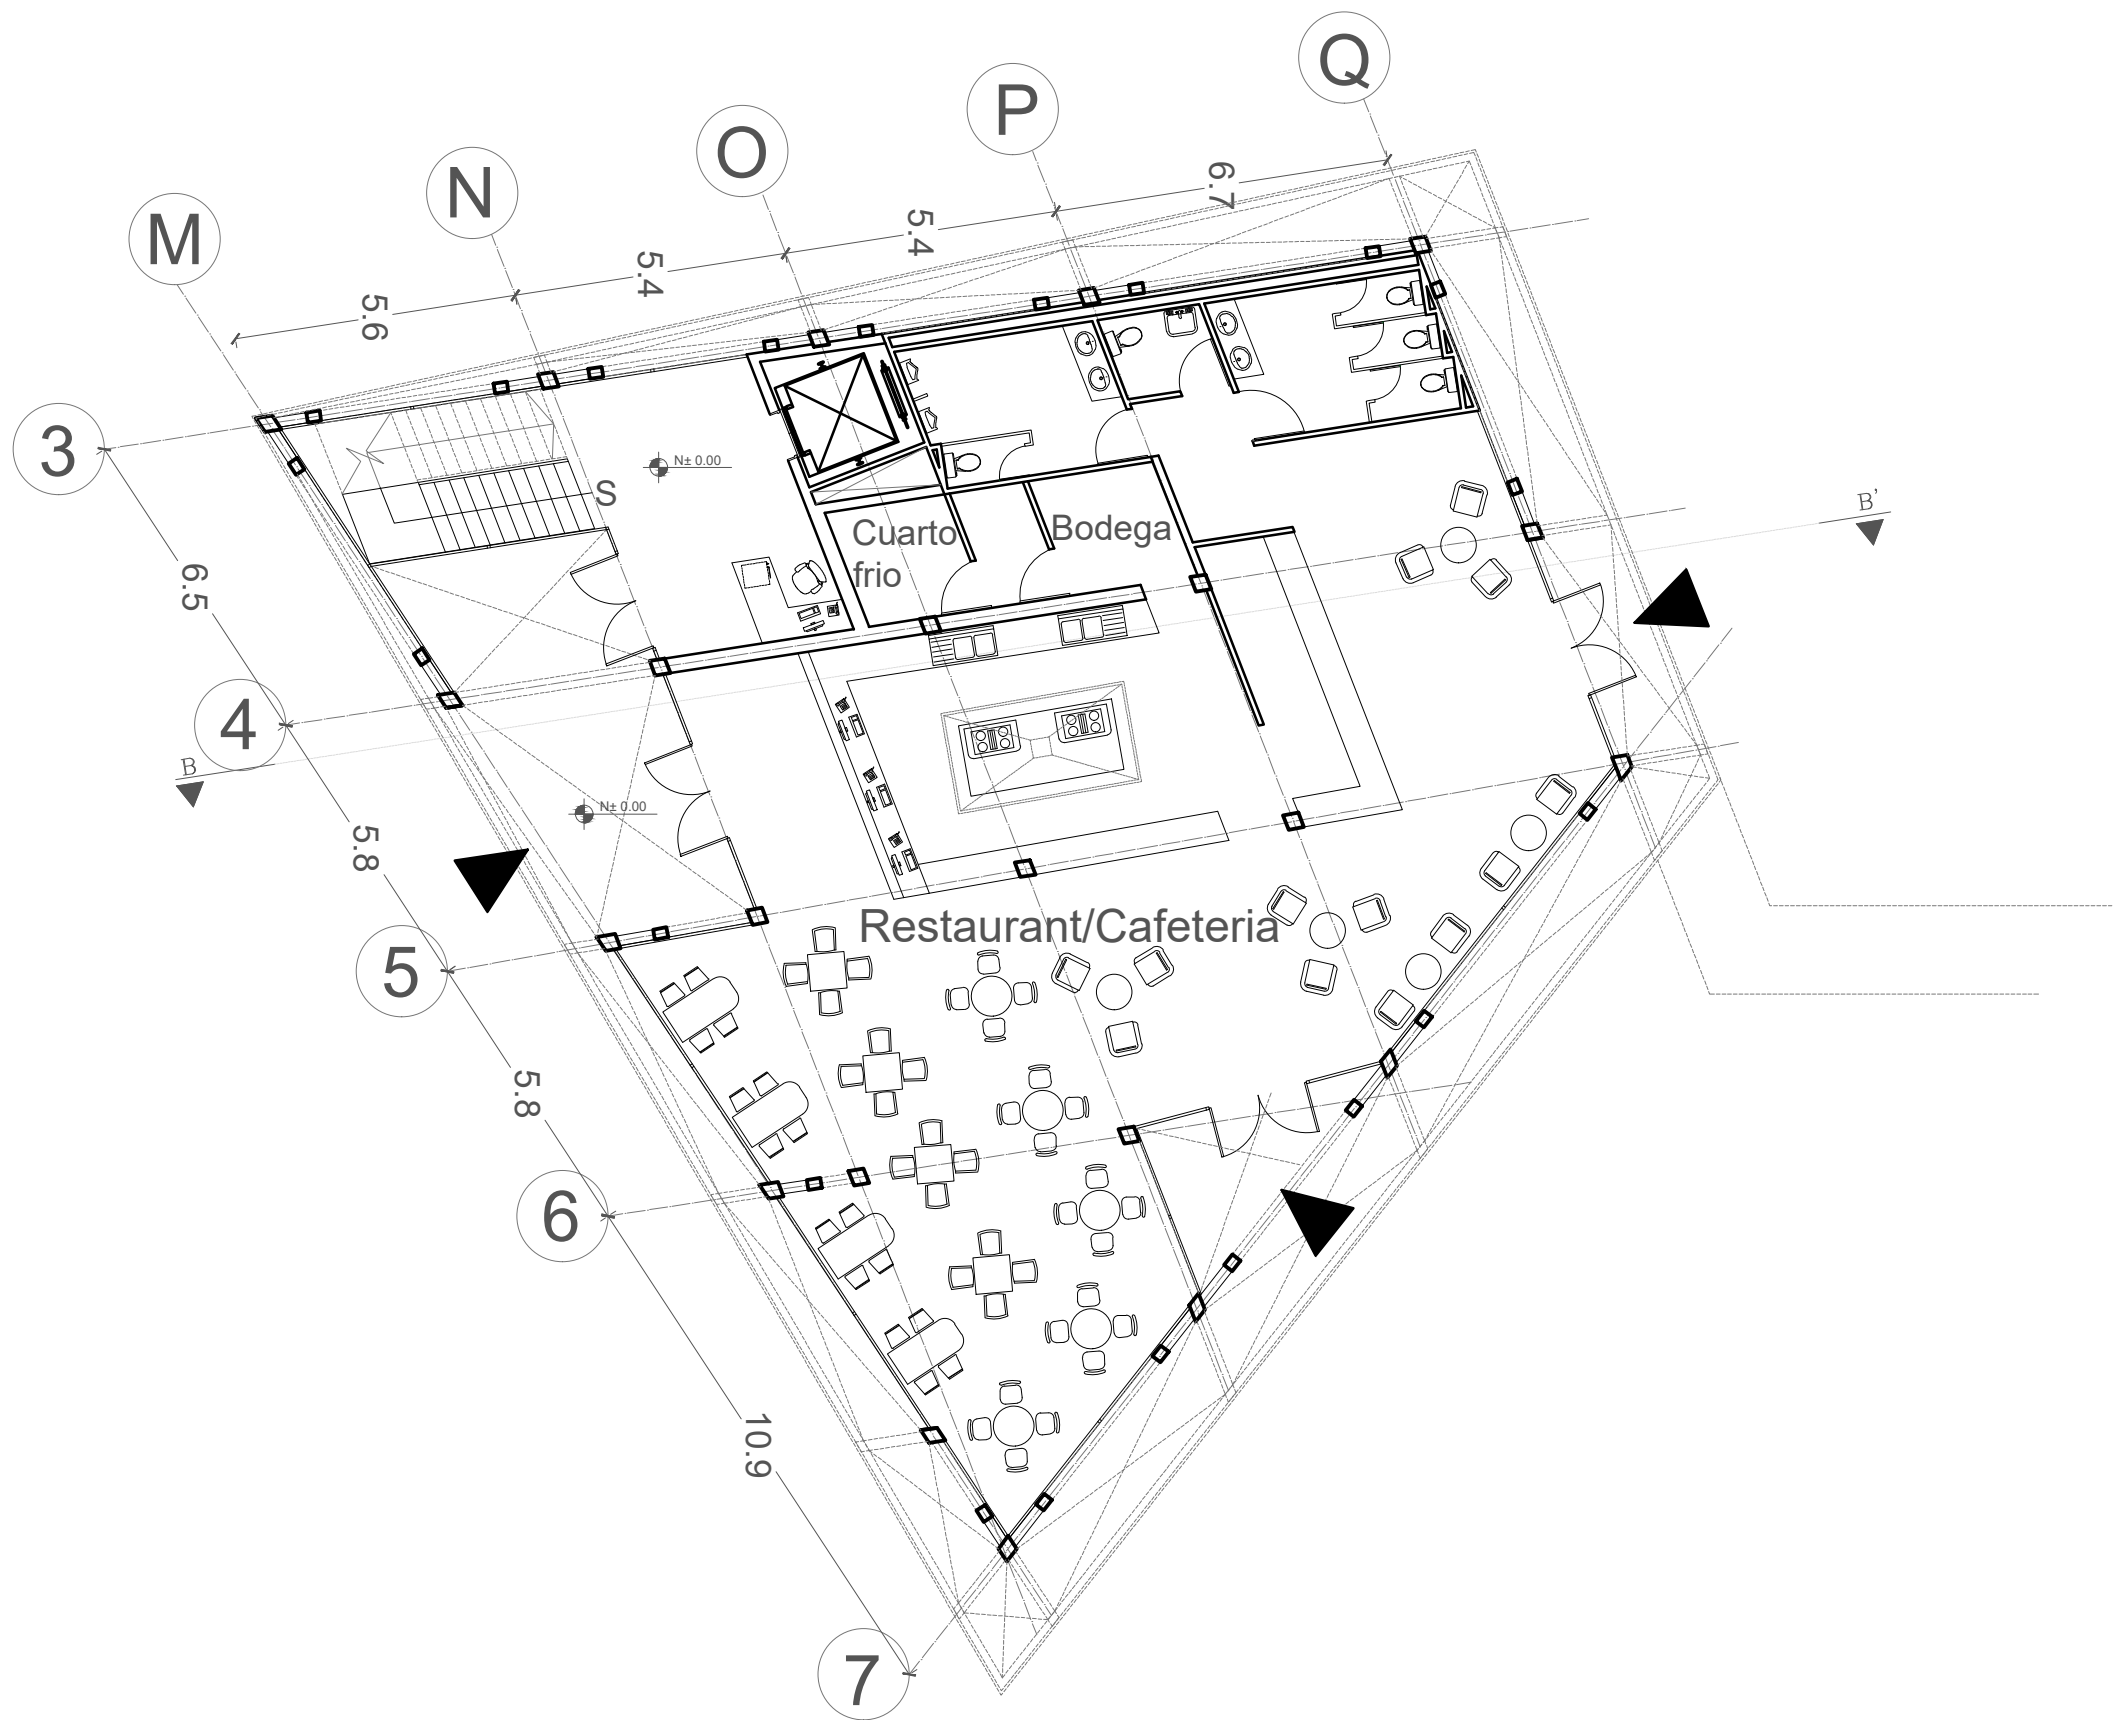 Q
P
O
N
M
6.7
5.4
5.4
5.6
3
N± 0.00
S
B'
Cuarto
frio
Bodega
6.5
4
B
N± 0.00
5.8
Restaurant/Cafeteria
5
5.8
6
10.9
7